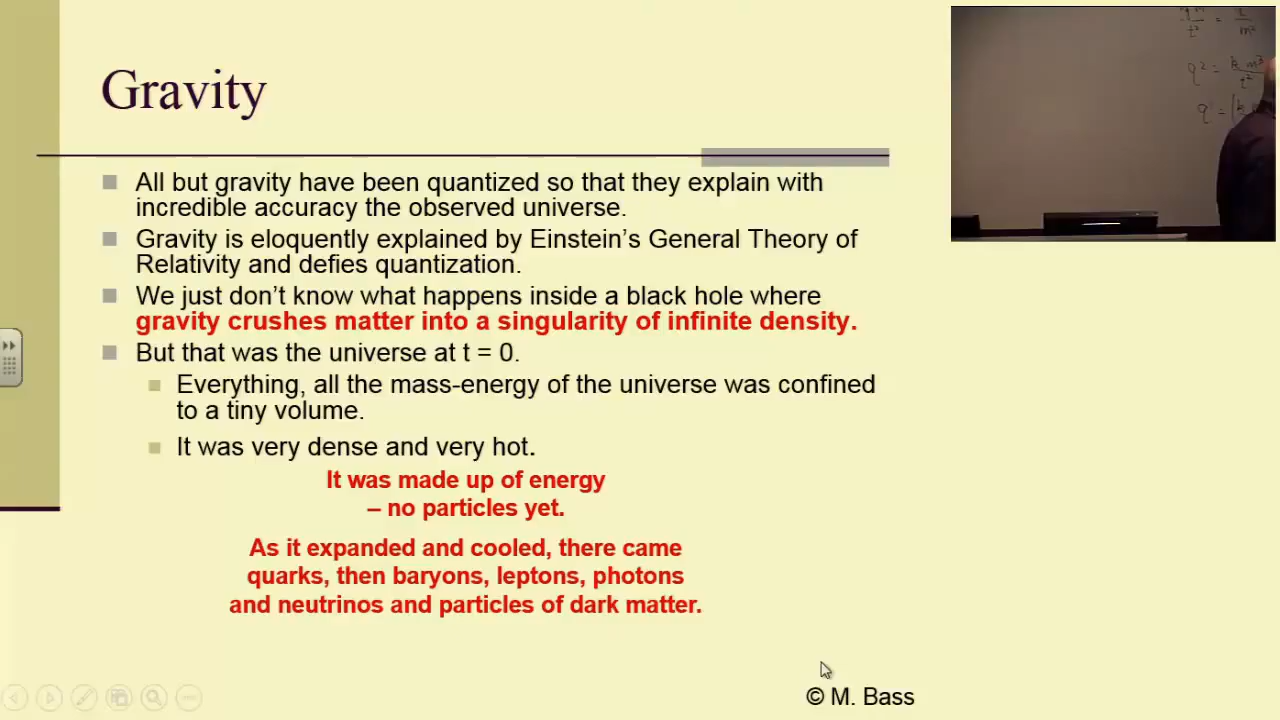 Gravity
All but gravity have been quantized so that they explain with
incredible accuracy the observed universe.
Gravity is eloquently explained by Einstein's General Theory of
Relativity and defies quantization.
We just don't know what happens inside a black hole where
gravity crushes matter into a singularity of infinite density.
But that was the universe at t = 0.
Everything, all the mass-energy of the universe was confined
to a tiny volume.
It was very dense and very hot.
It was made up of energy
– no particles yet.
As it expanded and cooled, there came
quarks, then baryons, leptons, photons
and neutrinos and particles of dark matter.
© M. Bass